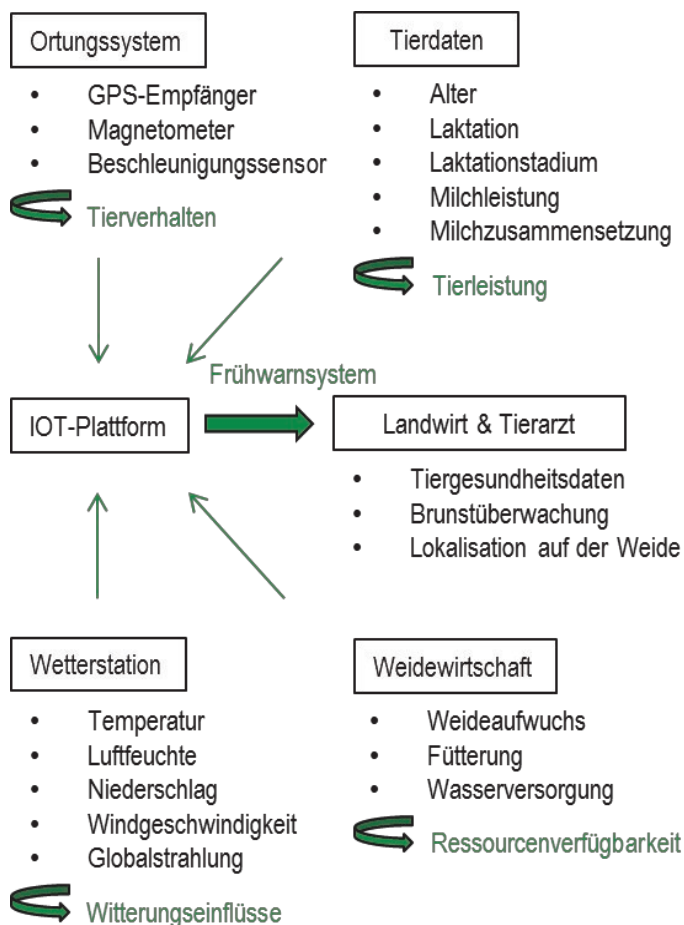 Ortungssystem
• GPS-Empfänger
• Magnetometer
• Beschleunigungssensor
Tierverhalten
Tierdaten
• Alter
• Laktation
• Laktationstadium
• Milchleistung
• Milchzusammensetzung
Tierleistung
Frühwarnsystem
IOT-Plattform
Landwirt & Tierarzt
• Tiergesundheitsdaten
• Brunstüberwachung
• Lokalisation auf der Weide
Wetterstation
• Temperatur
• Luftfeuchte
• Niederschlag
• Windgeschwindigkeit
• Globalstrahlung
Witterungseinflüsse
Weidewirtschaft
• Weideaufwuchs
• Fütterung
• Wasserversorgung
Ressourcenverfügbarkeit